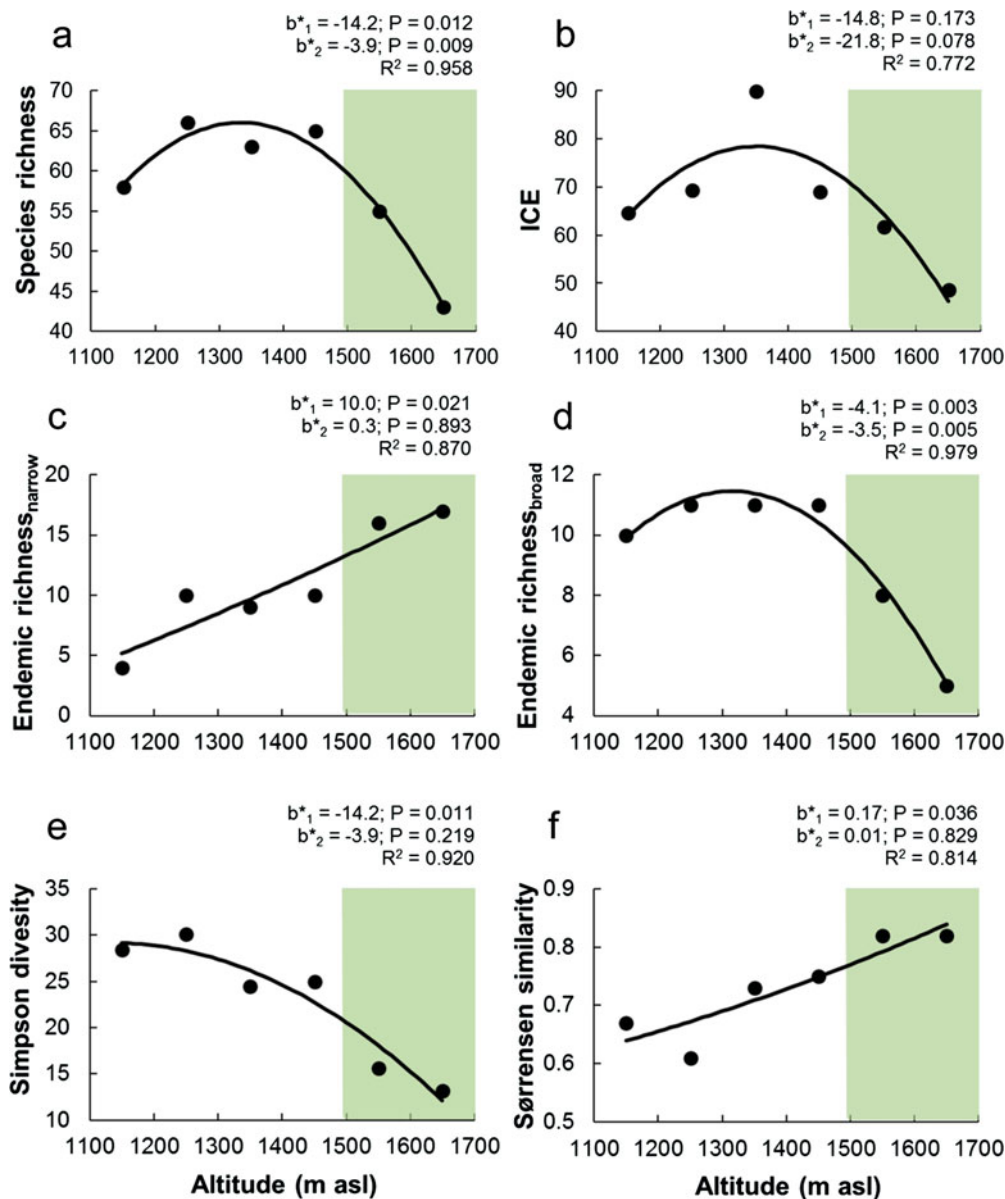 a
b*1 = -14.2; P = 0.012
b*2 = -3.9; P = 0.009
R2 = 0.958
Species richness
70
65
60
55
50
45
40
1100 1200 1300 1400 1500 1600 1700
b
b*1 = -14.8; P = 0.173
b*2 = -21.8; P = 0.078
R2 = 0.772
ICE
90
80
70
60
50
40
1100 1200 1300 1400 1500 1600 1700
c
b*1 = 10.0; P = 0.021
b*2 = 0.3; P = 0.893
R2 = 0.870
Endemic richness narrow
20
15
10
5
0
1100 1200 1300 1400 1500 1600 1700
d
b*1 = -4.1; P = 0.003
b*2 = -3.5; P = 0.005
R2 = 0.979
Endemic richness broad
12
10
8
6
4
1100 1200 1300 1400 1500 1600 1700
e
b*1 = -14.2; P = 0.011
b*2 = -3.9; P = 0.219
R2 = 0.920
Simpson divesity
35
30
25
20
15
10
1100 1200 1300 1400 1500 1600 1700
Altitude (m asl)
f
b*1 = 0.17; P = 0.036
b*2 = 0.01; P = 0.829
R2 = 0.814
Sørrensen similarity
0.9
0.8
0.7
0.6
0.5
1100 1200 1300 1400 1500 1600 1700
Altitude (m asl)